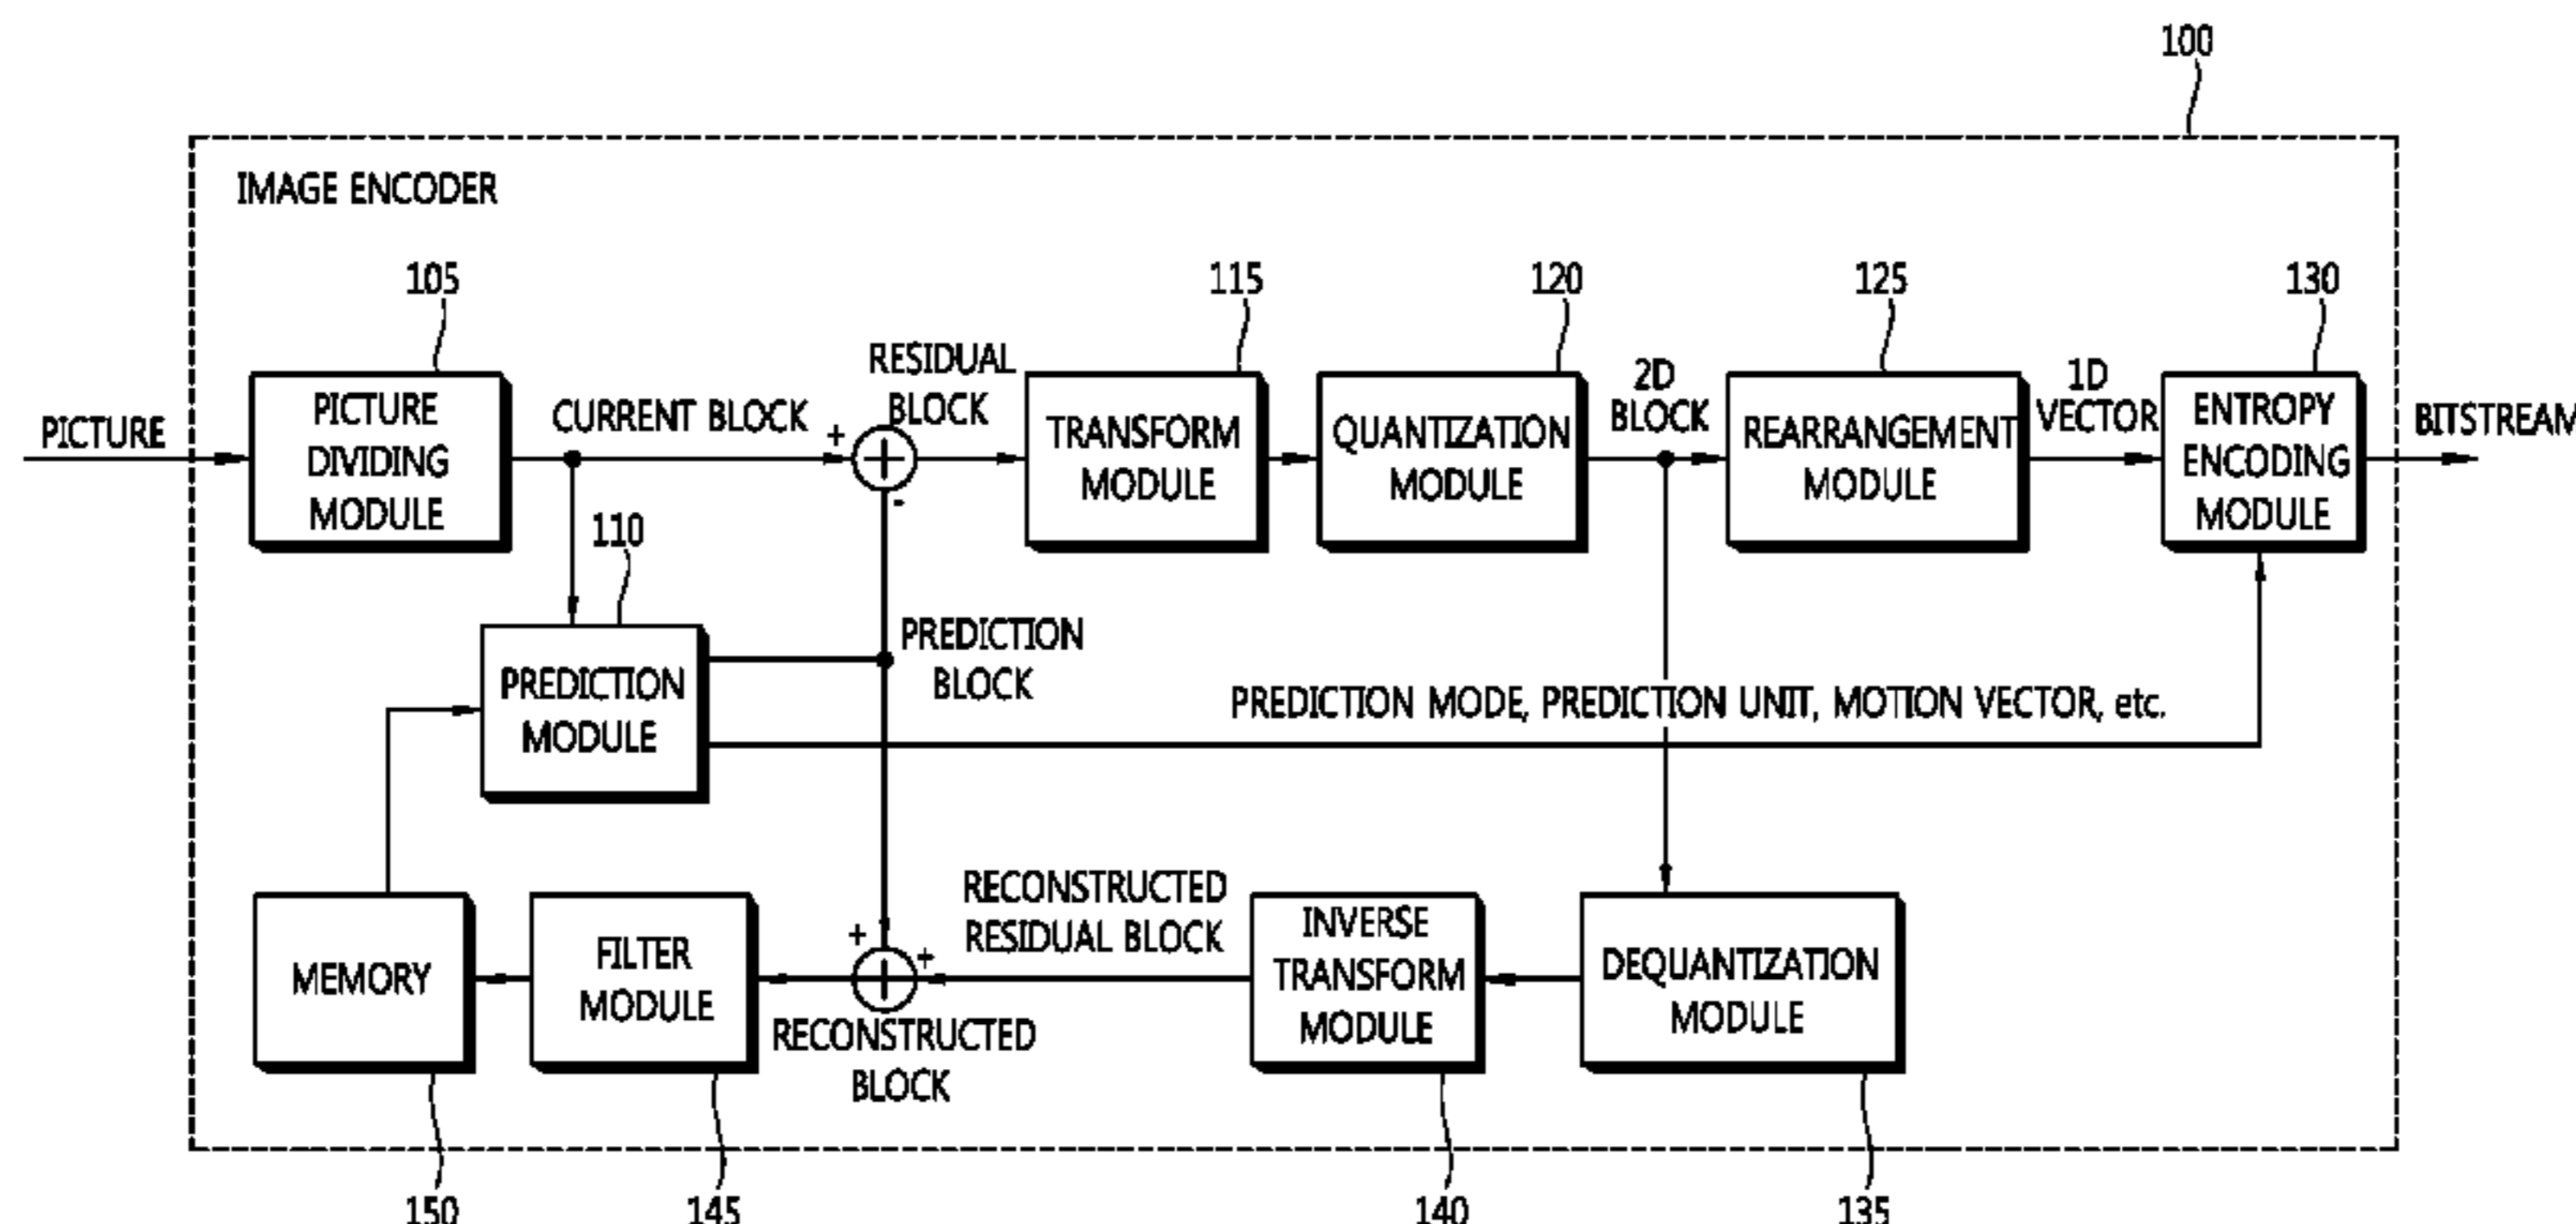 100
IMAGE ENCODER
105
115
120
125
130
PICTURE
PICTURE
DIVIDING
MODULE
CURRENT BLOCK
+
-
RESIDUAL
BLOCK
TRANSFORM
MODULE
QUANTIZATION
MODULE
2D
BLOCK
REARRANGEMENT
MODULE
1D
VECTOR
ENTROPY
ENCODING
MODULE
BITSTREAM
110
PREDICTION
MODULE
PREDICTION
BLOCK
PREDICTION MODE, PREDICTION UNIT, MOTION VECTOR, etc.
MEMORY
FILTER
MODULE
+
+
RECONSTRUCTED
BLOCK
RECONSTRUCTED
RESIDUAL BLOCK
INVERSE
TRANSFORM
MODULE
DEQUANTIZATION
MODULE
150
145
140
135